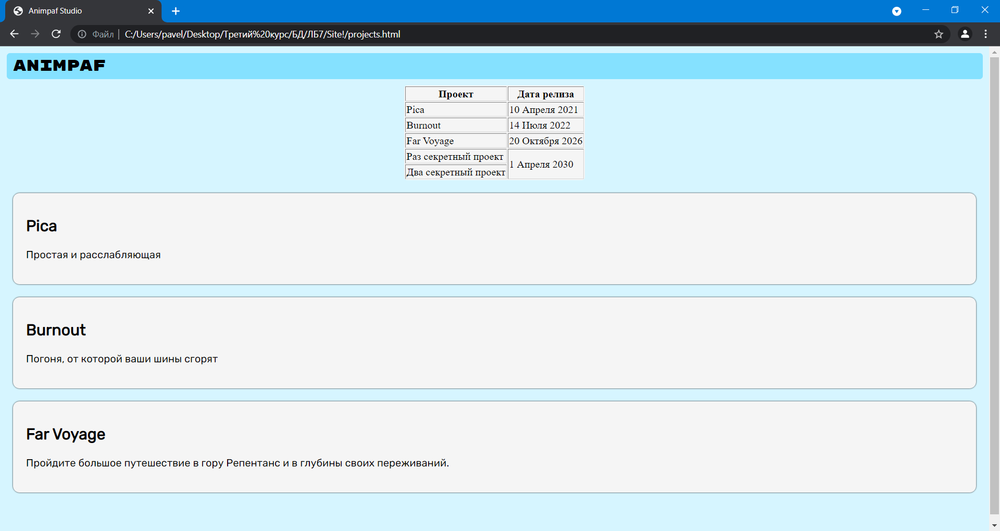 Animpaf Studio
Файл C:/Users/pavel/Desktop/Третий%20курс/БД/ЛБ7/Site!/projects.html
ANIMPAF
Проект Дата релиза
Pica 10 Апреля 2021
Burnout 14 Июля 2022
Far Voyage 20 Октября 2026
Раз секретный проект 1 Апреля 2030
Два секретный проект
Pica
Простая и расслабляющая
Burnout
Погоня, от которой ваши шины сгорят
Far Voyage
Пройдите большое путешествие в гору Репентанс и в глубины своих переживаний.